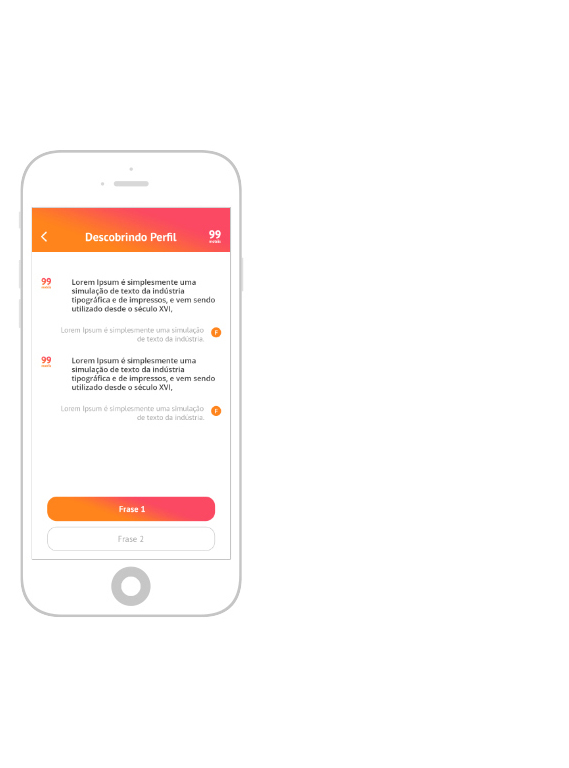 Descobrindo Perfil
99
99
Lorem Ipsum é simplesmente uma
simulação de texto da indústria
tipográfica e de impressos, e vem sendo
utilizado desde o século XVI,
Lorem Ipsum é simplesmente uma simulação
de texto da indústria.
F
99
Lorem Ipsum é simplesmente uma
simulação de texto da indústria
tipográfica e de impressos, e vem sendo
utilizado desde o século XVI,
Lorem Ipsum é simplesmente uma simulação
de texto da indústria.
F
Frase 1
Frase 2